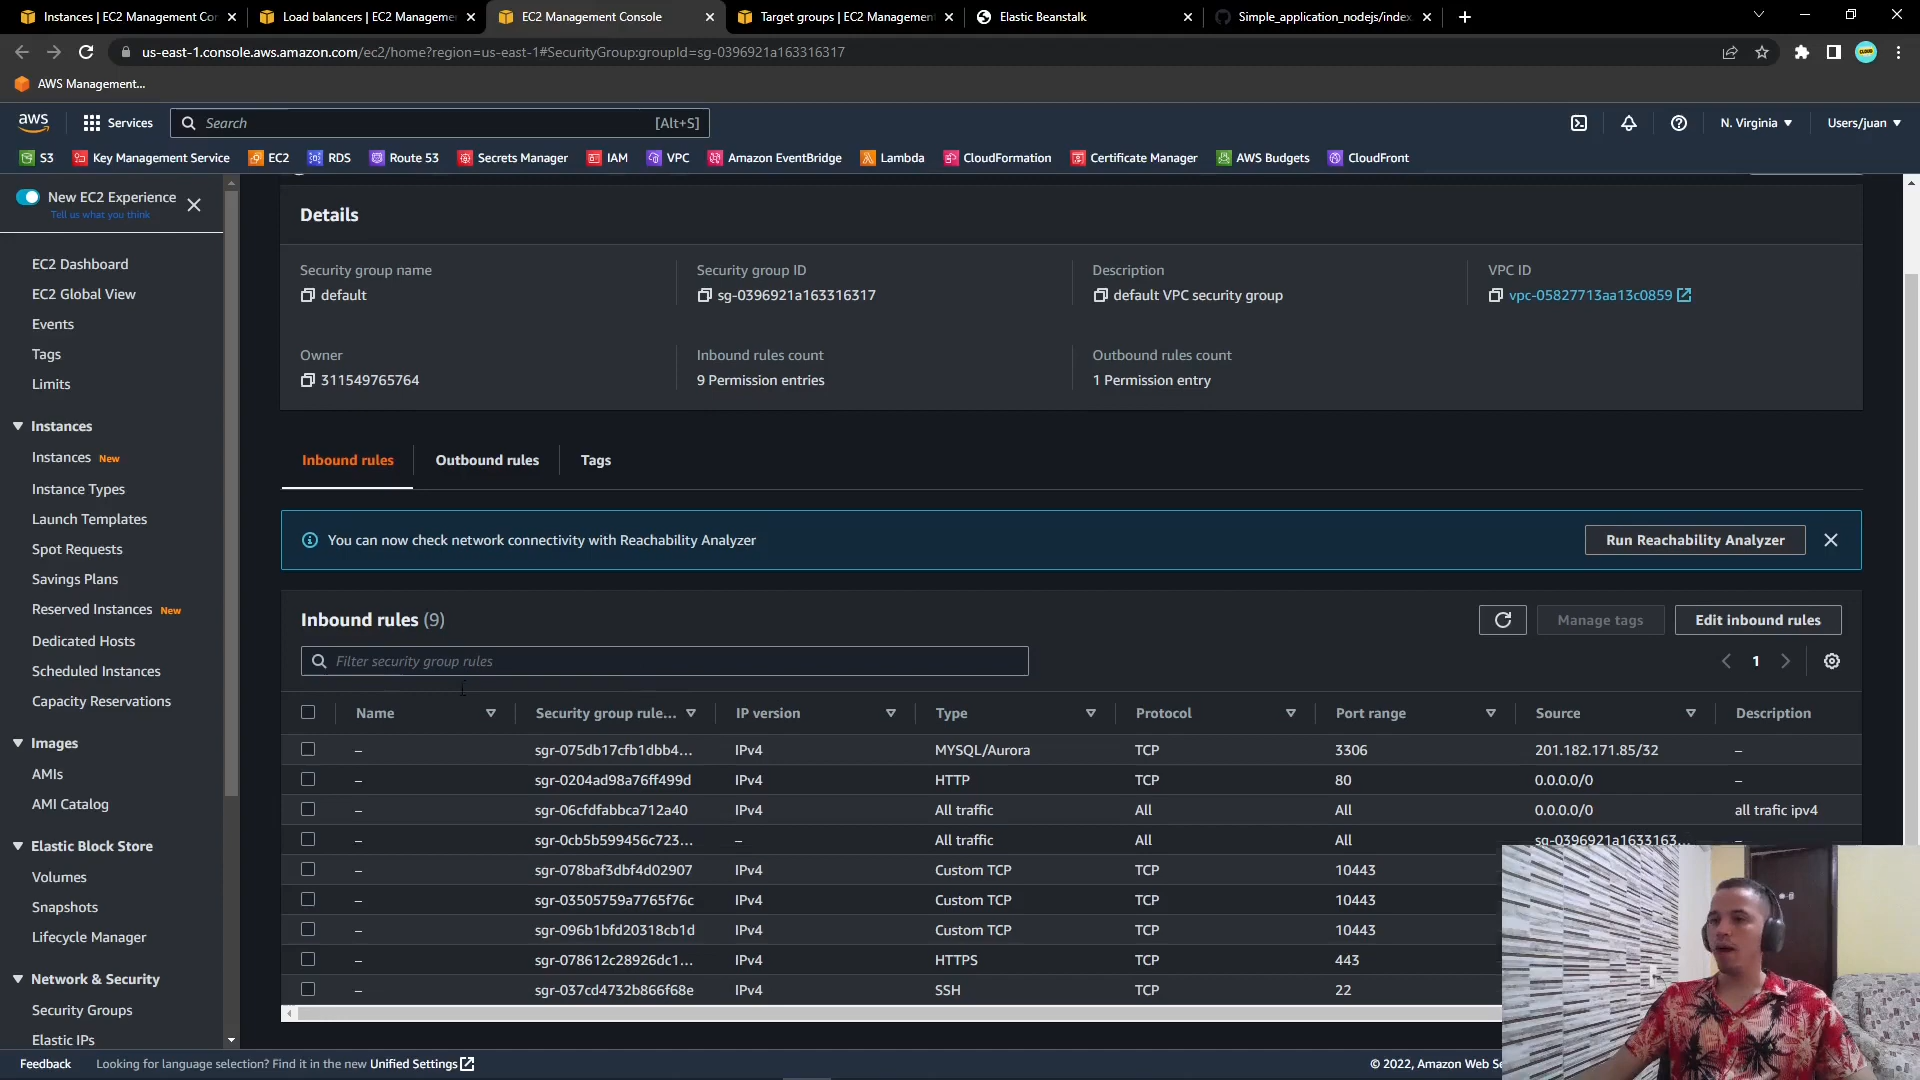 Instances | EC2 Management Cor
Load balancers | EC2 Manageme
EC2 Management Console
Target groups | EC2 Management
Elastic Beanstalk
Simple_application_nodejs/index.
us-east-1.console.aws.amazon.com/ec2/home?region=us-east-1#SecurityGroup:groupId=sg-0396921a163316317
AWS Management...
aws
Services
Search
[Alt+S]
N. Virginia
Users/juan
S3
Key Management Service
EC2
RDS
Route 53
Secrets Manager
IAM
VPC
Amazon EventBridge
Lambda
CloudFormation
Certificate Manager
AWS Budgets
CloudFront
New EC2 Experience
Tell us what you think
EC2 Dashboard
EC2 Global View
Events
Tags
Limits
Instances
Instances New
Instance Types
Launch Templates
Spot Requests
Savings Plans
Reserved Instances New
Dedicated Hosts
Scheduled Instances
Capacity Reservations
Images
AMIs
AMI Catalog
Elastic Block Store
Volumes
Snapshots
Lifecycle Manager
Network & Security
Security Groups
Elastic IPs
Details
Security group name
default
Security group ID
sg-0396921a163316317
Description
default VPC security group
VPC ID
vpc-05827713aa13c0859
Owner
311549765764
Inbound rules count
9 Permission entries
Outbound rules count
1 Permission entry
Inbound rules
Outbound rules
Tags
You can now check network connectivity with Reachability Analyzer
Run Reachability Analyzer
Inbound rules (9)
Manage tags
Edit inbound rules
Filter security group rules
1
Name Security group rule... IP version Type Protocol Port range Source Description
– sgr-075db17cfb1dbb4... IPv4 MYSQL/Aurora TCP 3306 201.182.171.85/32 –
– sgr-0204ad98a76ff499d IPv4 HTTP TCP 80 0.0.0.0/0 –
– sgr-06cfdfabbca712a40 IPv4 All traffic All All 0.0.0.0/0 all trafic ipv4
– sgr-0cb5b599456c723... – All traffic All All sg-0396921a1633163... –
– sgr-078baf3dbf4d02907 IPv4 Custom TCP TCP 10443
– sgr-03505759a7765f76c IPv4 Custom TCP TCP 10443
– sgr-096b1bfd20318cb1d IPv4 Custom TCP TCP 10443
– sgr-078612c28926dc1... IPv4 HTTPS TCP 443
– sgr-037cd4732b866f68e IPv4 SSH TCP 22
Feedback
Looking for language selection? Find it in the new Unified Settings
© 2022, Amazon Web Se